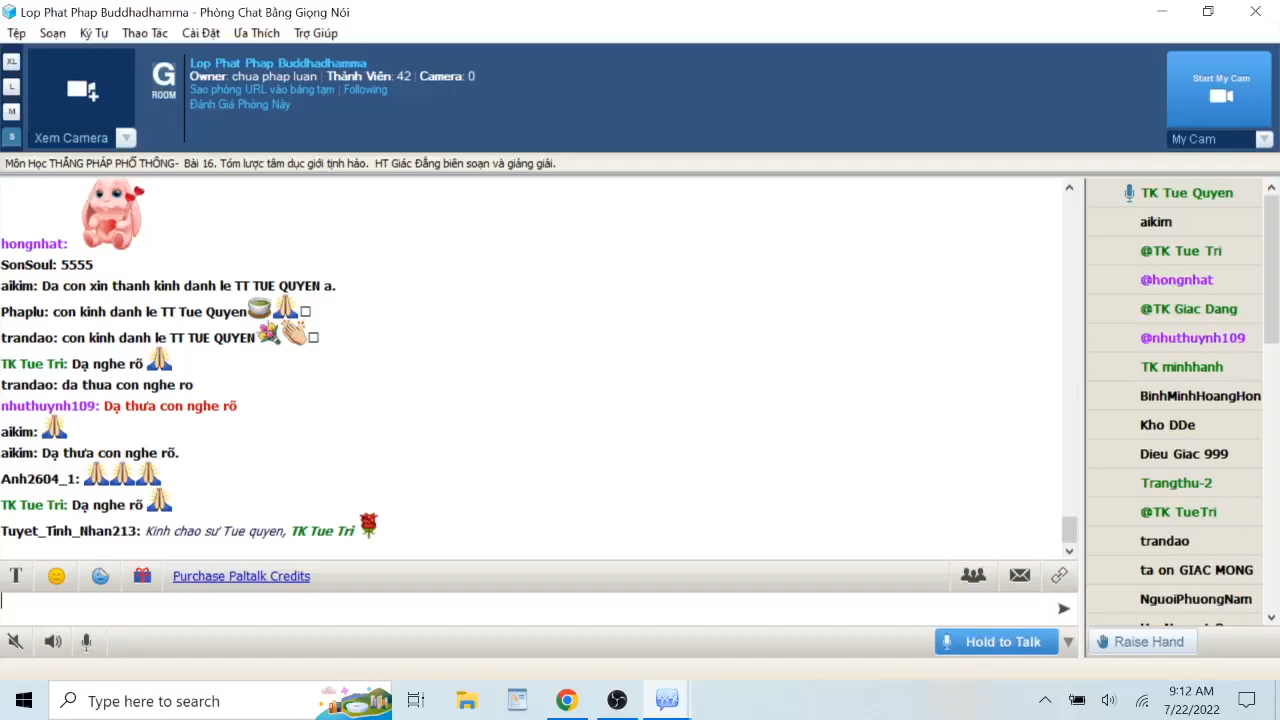 Lop Phat Phap Buddhadhamma - Phòng Chat Bằng Giọng Nói
Tệp Soạn Ký Tự Thao Tác Cài Đặt Ưa Thích Trợ Giúp
XL
L
M
S
Xem Camera
G
ROOM
Lop Phat Phap Buddhadhamma
Owner: chua phap luan | Thành Viên: 42 | Camera: 0
Sao phòng URL vào bảng tạm | Following
Đánh Giá Phòng Này
Start My Cam
My Cam
Môn Học THẮNG PHÁP PHỔ THÔNG- Bài 16. Tóm lược tâm dục giới tịnh hảo. HT Giác Đẳng biên soạn và giảng giải.
hongnhat:
SonSoul: 5555
aikim: Da con xin thanh kinh danh le TT TUE QUYEN a.
Phaplu: con kinh danh le TT Tue Quyen
trandao: con kinh danh le TT TUE QUYEN
TK Tue Tri: Dạ nghe rõ
trandao: da thua con nghe ro
nhuthuynh109: Dạ thưa con nghe rõ
aikim:
aikim: Dạ thưa con nghe rõ.
Anh2604_1:
TK Tue Tri: Dạ nghe rõ
Tuyet_Tinh_Nhan213: Kinh chao sư Tue quyen, TK Tue Tri
TK Tue Quyen
aikim
@TK Tue Tri
@hongnhat
@TK Giac Dang
@nhuthuynh109
TK minhhanh
BinhMinhHoangHon
Kho DDe
Dieu Giac 999
Trangthu-2
@TK TueTri
trandao
ta on GIAC MONG
NguoiPhuongNam
T
Purchase Paltalk Credits
Hold to Talk
Raise Hand
Type here to search
9:12 AM
7/22/2022